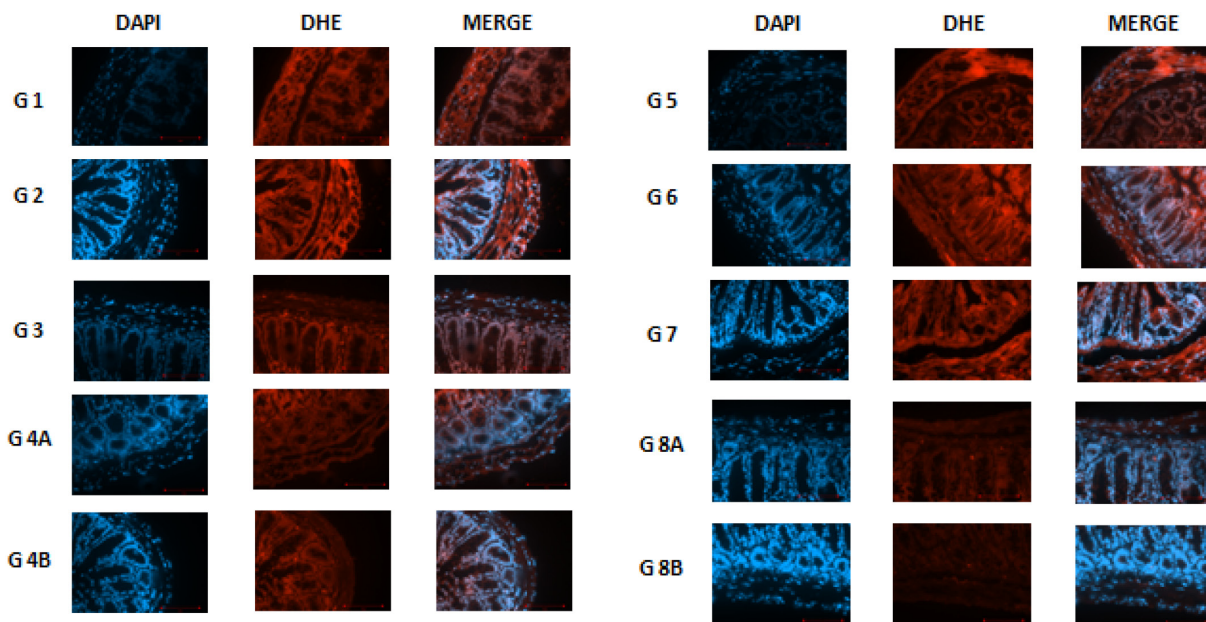 DAPI DHE MERGE
G 1
G 2
G 3
G 4A
G 4B
DAPI DHE MERGE
G 5
G 6
G 7
G 8A
G 8B